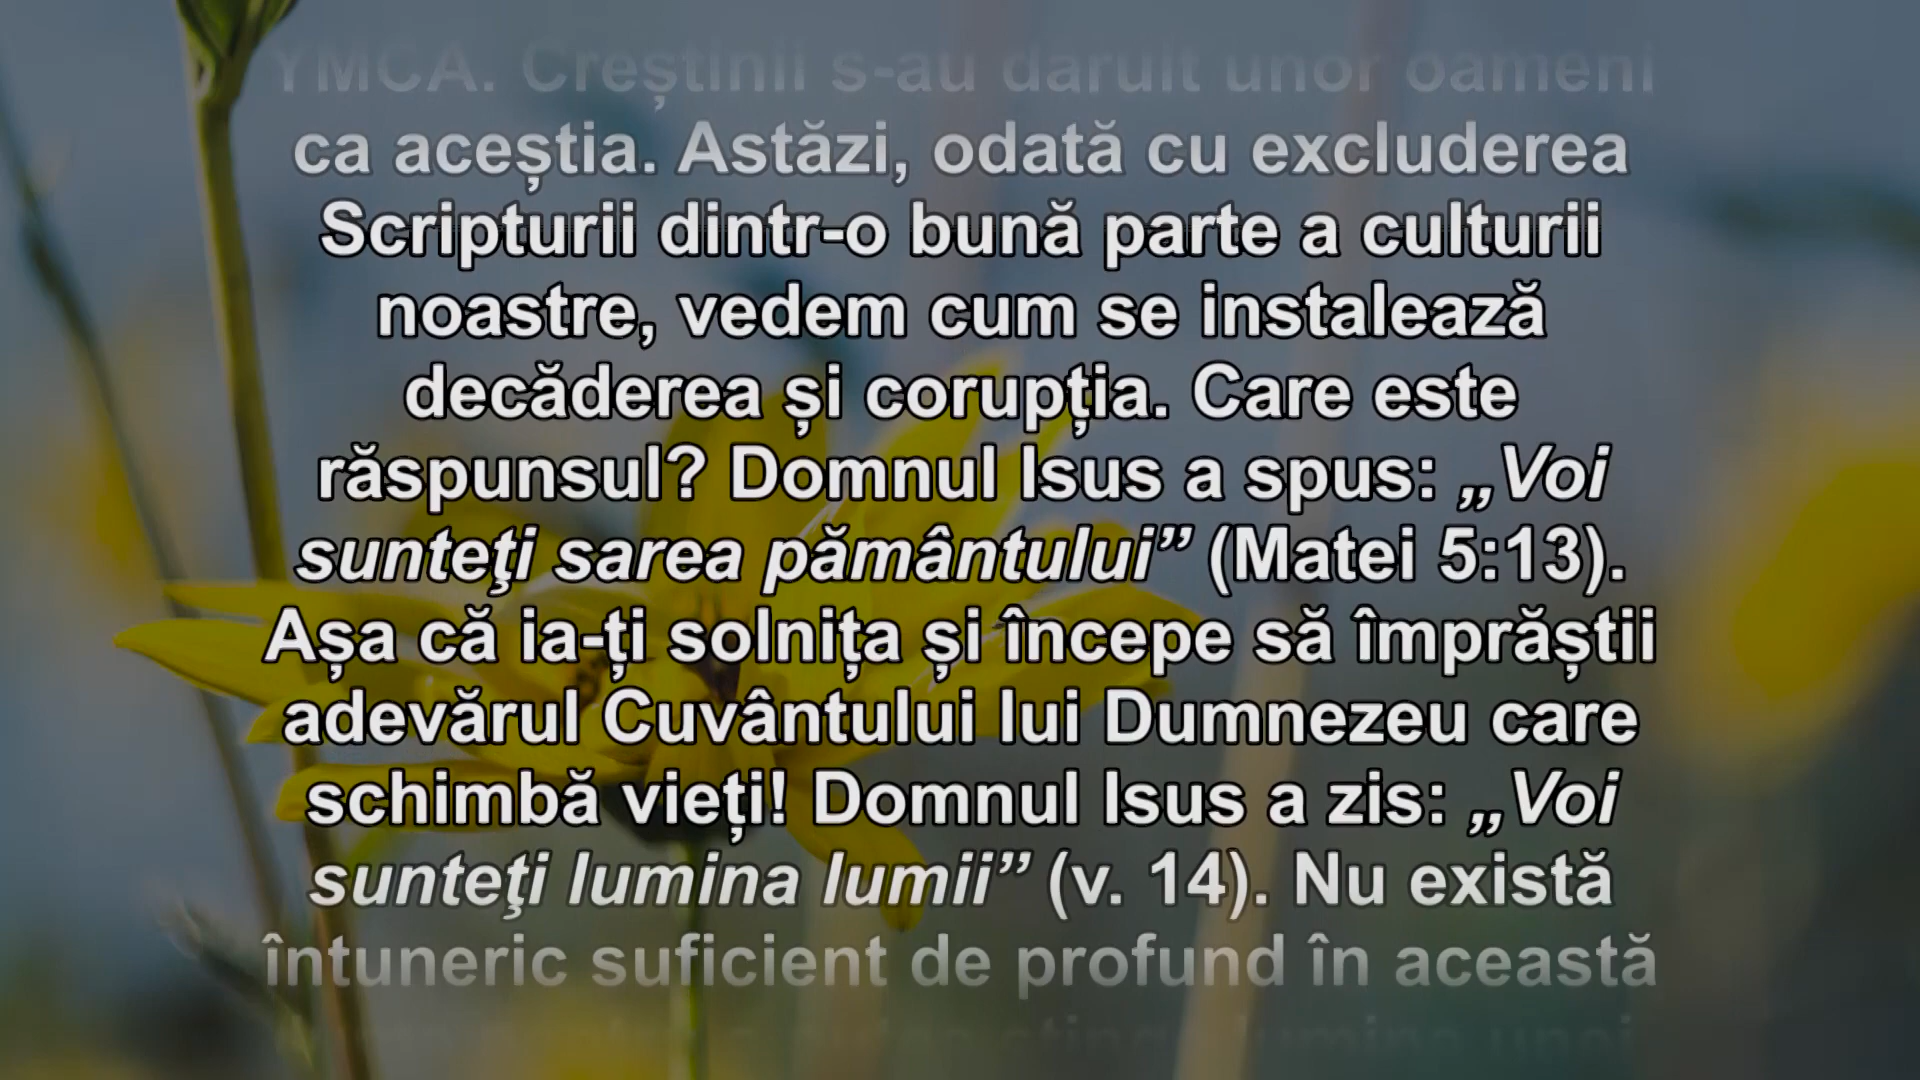 YMCA. Creștinii s-au dăruit unor oameni
ca aceștia. Astăzi, odată cu excluderea
Scripturii dintr-o bună parte a culturii
noastre, vedem cum se instalează
decăderea și corupția. Care este
răspunsul? Domnul Isus a spus: „Voi
sunteţi sarea pământului” (Matei 5:13).
Așa că ia-ți solnița și începe să împrăștii
adevărul Cuvântului lui Dumnezeu care
schimbă vieți! Domnul Isus a zis: „Voi
sunteţi lumina lumii” (v. 14). Nu există
întuneric suficient de profund în această
lumina unei